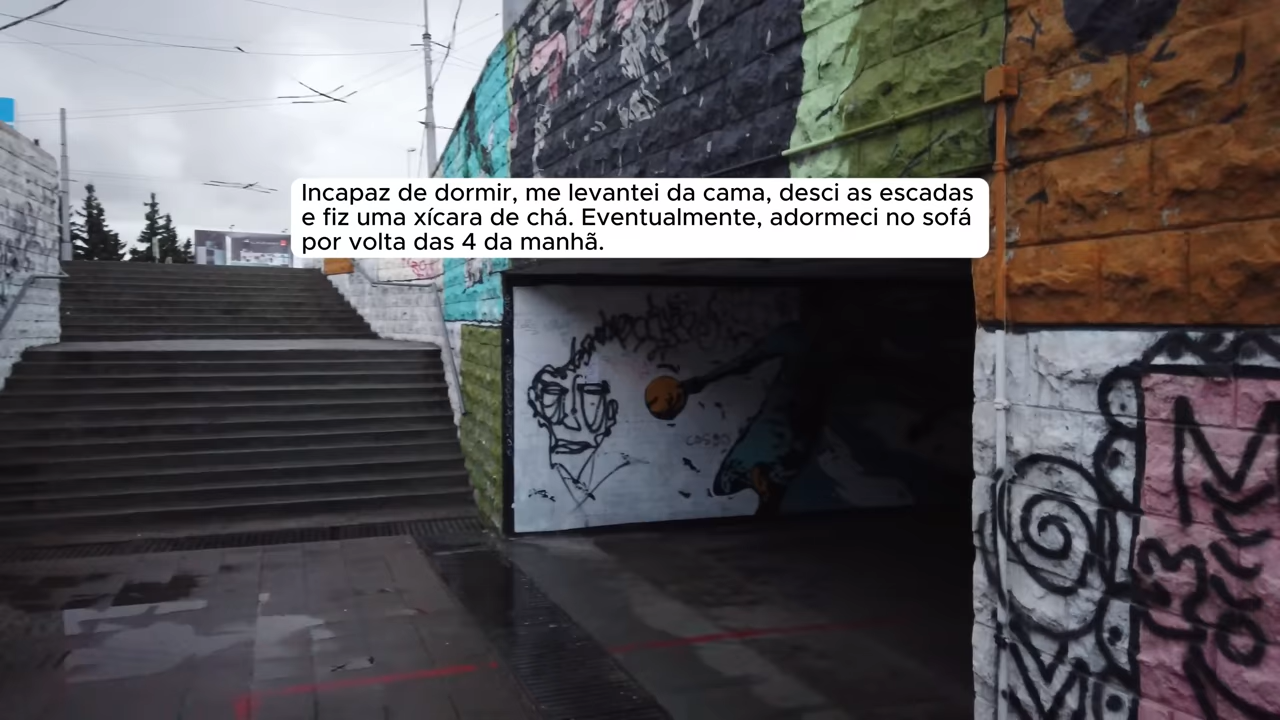 Incapaz de dormir, me levantei da cama, desci as escadas
e fiz uma xícara de chá. Eventualmente, adormeci no sofá
por volta das 4 da manhã.